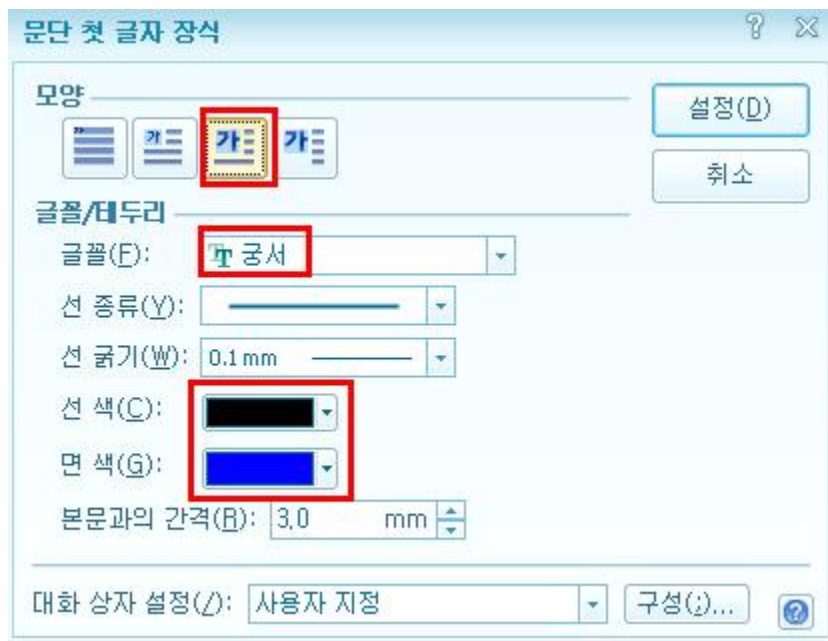 문단 첫 글자 장식
모양
설정(D)
취소
글꼴/테두리
글꼴(F): 궁서
선 종류(Y):
선 굵기(W): 0.1 mm
선 색(C):
면 색(G):
본문과의 간격(R): 3.0 mm
대화 상자 설정(/): 사용자 지정 구성(;)...